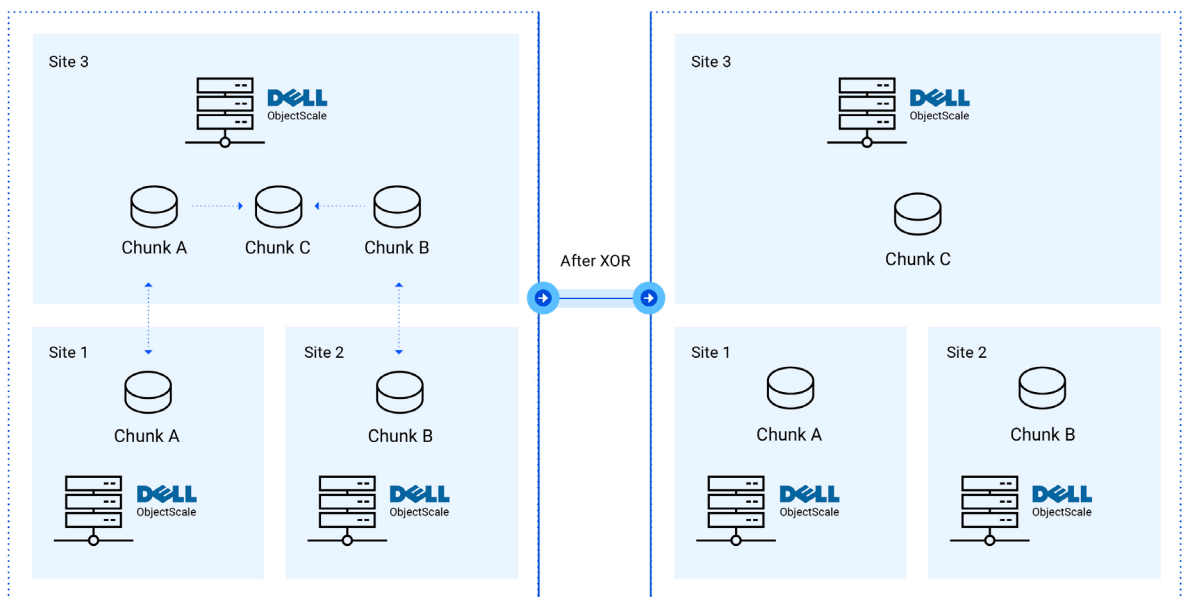 Site 3
DELL
ObjectScale
Chunk A
Chunk C
Chunk B
Site 1
Chunk A
DELL
ObjectScale
Site 2
Chunk B
DELL
ObjectScale
After XOR
Site 3
DELL
ObjectScale
Chunk C
Site 1
Chunk A
DELL
ObjectScale
Site 2
Chunk B
DELL
ObjectScale